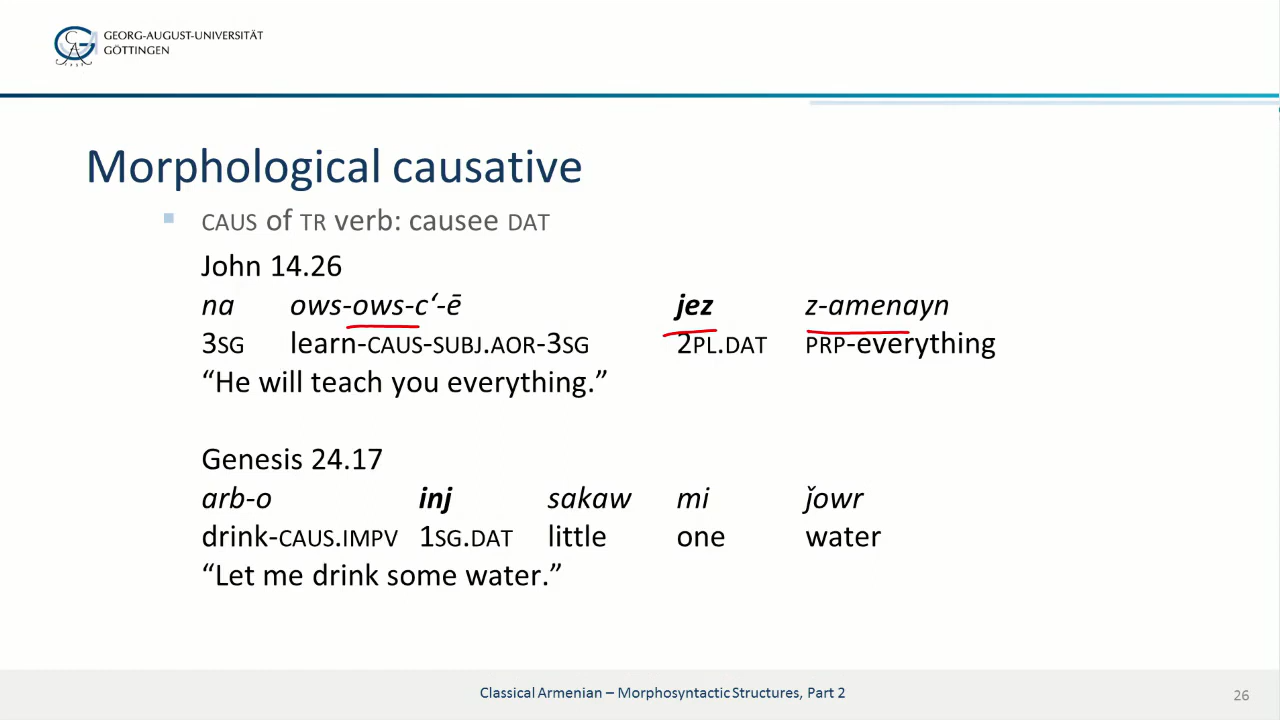 GEORG-AUGUST-UNIVERSITÄT
GÖTTINGEN
Morphological causative
CAUS of TR verb: causee DAT
John 14.26
na ows-ows-c‘-ē jez z-amenayn
3SG learn-CAUS-SUBJ.AOR-3SG 2PL.DAT PRP-everything
“He will teach you everything.”
Genesis 24.17
arb-o inj sakaw mi ǰowr
drink-CAUS.IMPV 1SG.DAT little one water
“Let me drink some water.”
Classical Armenian – Morphosyntactic Structures, Part 2
26